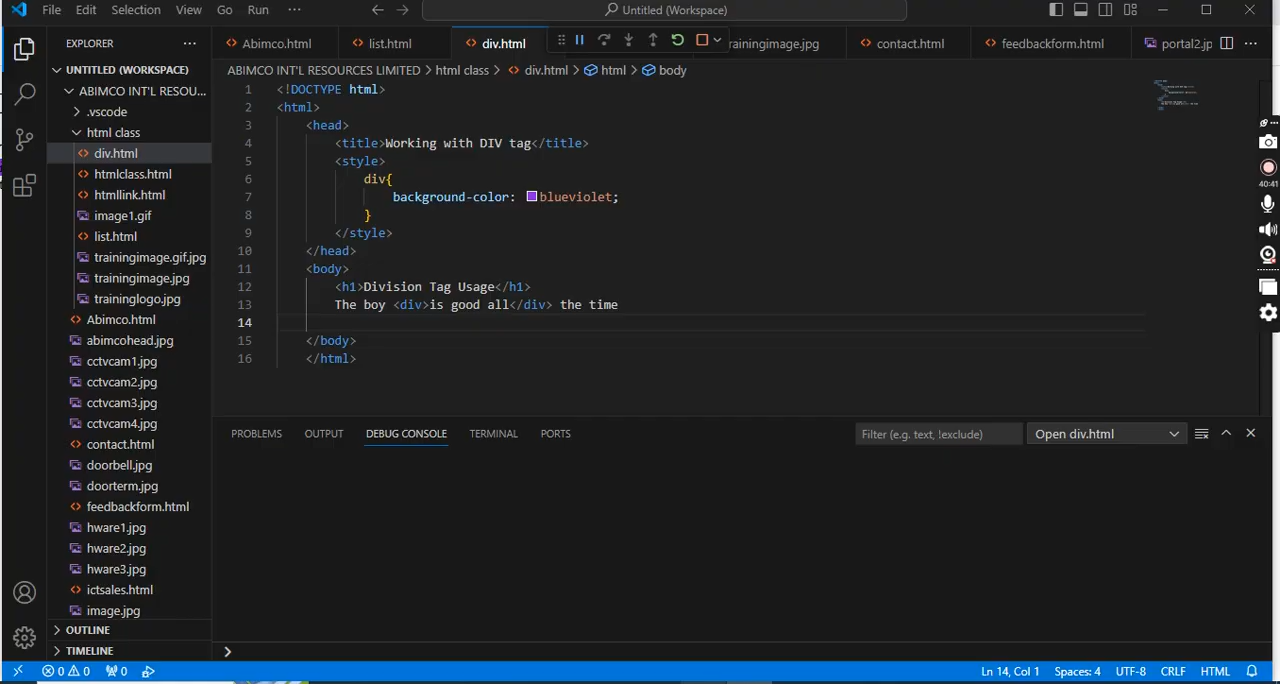 File Edit Selection View Go Run ··· Untitled (Workspace)
EXPLORER ···
Abimco.html list.html div.html trainingimage.jpg contact.html feedbackform.html portal2.jp ···
UNTITLED (WORKSPACE)
ABIMCO INT'L RESOU...
.vscode
html class
div.html
htmlclass.html
htmllink.html
image1.gif
list.html
trainingimage.gif.jpg
trainingimage.jpg
traininglogo.jpg
Abimco.html
abimcohead.jpg
cctvcam1.jpg
cctvcam2.jpg
cctvcam3.jpg
cctvcam4.jpg
contact.html
doorbell.jpg
doorterm.jpg
feedbackform.html
hware1.jpg
hware2.jpg
hware3.jpg
ictsales.html
image.jpg
OUTLINE
TIMELINE
ABIMCO INT'L RESOURCES LIMITED > html class > div.html > html > body
1 <!DOCTYPE html>
2 <html>
3 <head>
4 <title>Working with DIV tag</title>
5 <style>
6 div{
7 background-color: blueviolet;
8 }
9 </style>
10 </head>
11 <body>
12 <h1>Division Tag Usage</h1>
13 The boy <div>is good all</div> the time
14
15 </body>
16 </html>
PROBLEMS OUTPUT DEBUG CONSOLE TERMINAL PORTS Filter (e.g. text, !exclude) Open div.html
40:41
0 0 0 Ln 14, Col 1 Spaces: 4 UTF-8 CRLF HTML